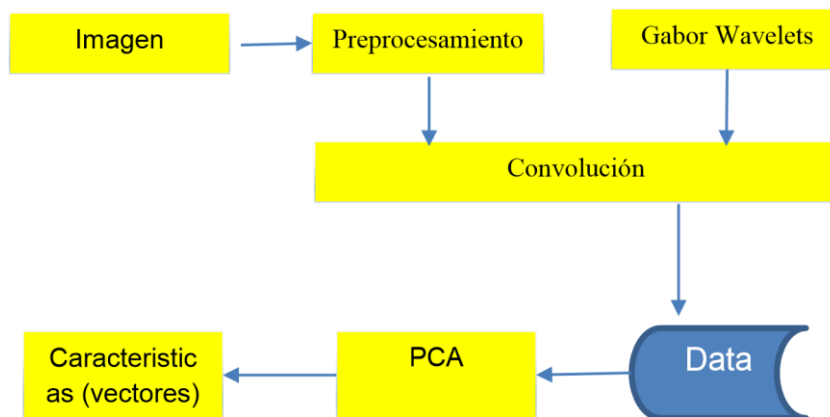 Imagen
Preprocesamiento
Gabor Wavelets
Convolución
Data
PCA
Caracteristic
as (vectores)